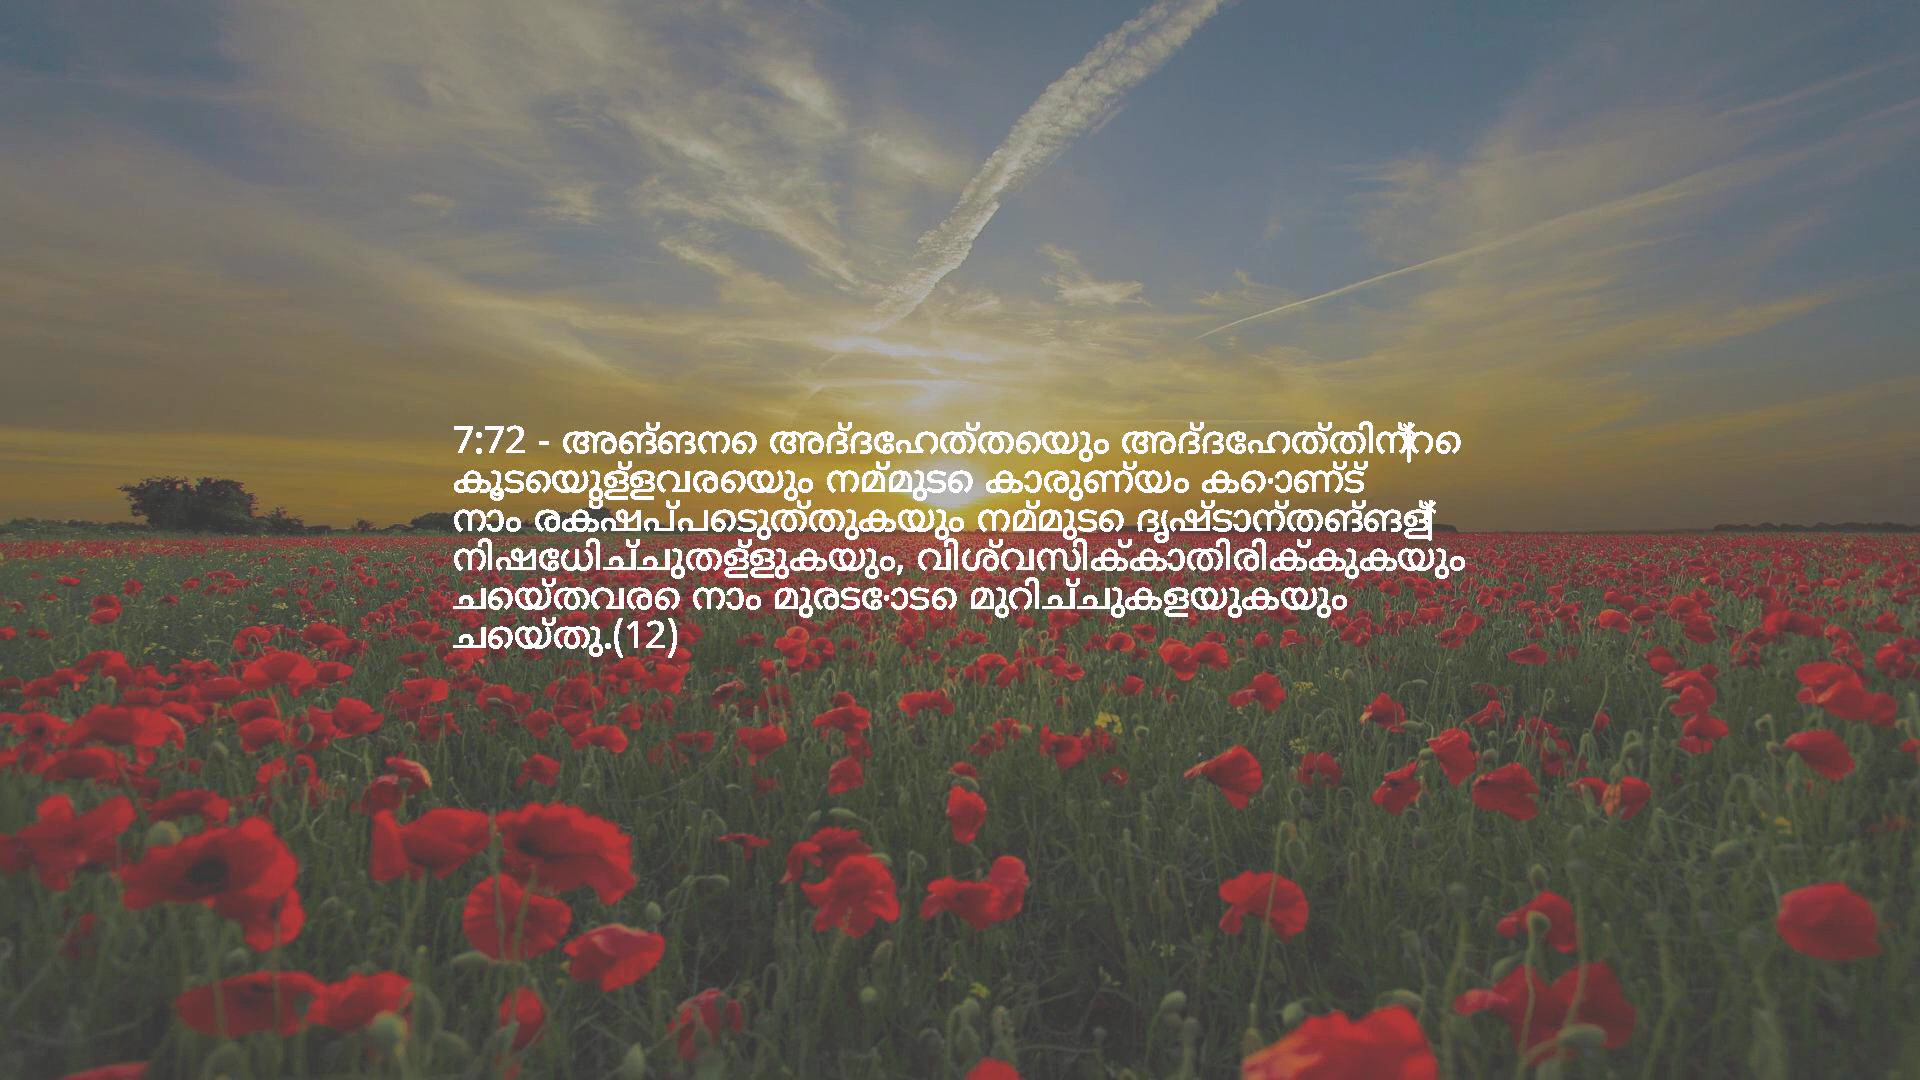 7:72 - അങ്ങനെ അദ്ദേഹത്തെയും അദ്ദേഹത്തിന്‍റെ
കൂടെയുള്ളവരെയും നമ്മുടെ കാരുണ്യം കൊണ്ട്
നാം രക്ഷപ്പെടുത്തുകയും നമ്മുടെ ദൃഷ്ടാന്തങ്ങള്‍
നിഷേധിച്ചുതള്ളുകയും, വിശ്വസിക്കാതിരിക്കുകയും
ചെയ്തവരെ നാം മുരടോടെ മുറിച്ചുകളയുകയും
ചെയ്തു.(12)